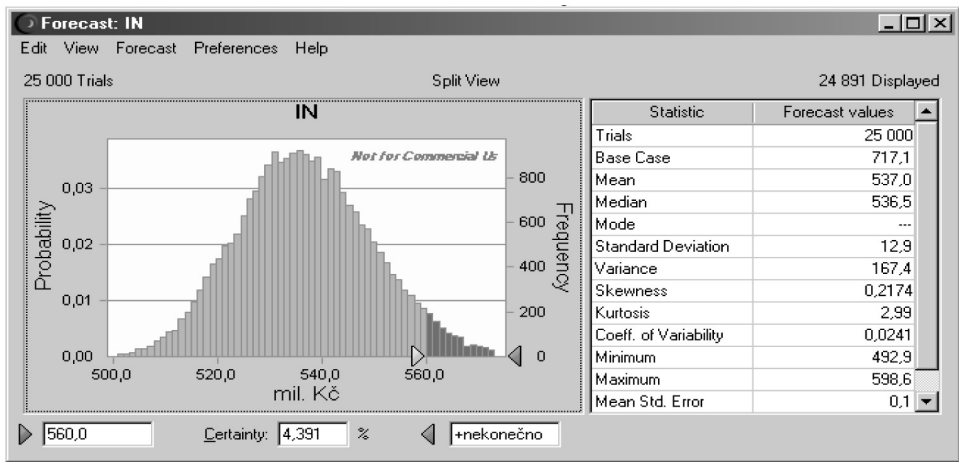 Forecast: IN
Edit View Forecast Preferences Help
25 000 Trials Split View 24 891 Displayed
IN
Not for Commercial Us
Probability
0,03
0,02
0,01
0,00
800
600
400
200
0
Frequency
500,0 520,0 540,0 560,0
mil. Kč
Statistic Forecast values
Trials 25 000
Base Case 717,1
Mean 537,0
Median 536,5
Mode ---
Standard Deviation 12,9
Variance 167,4
Skewness 0,2174
Kurtosis 2,99
Coeff. of Variability 0,0241
Minimum 492,9
Maximum 598,6
Mean Std. Error 0,1
560,0 Certainty: 4,391 % +nekonečno